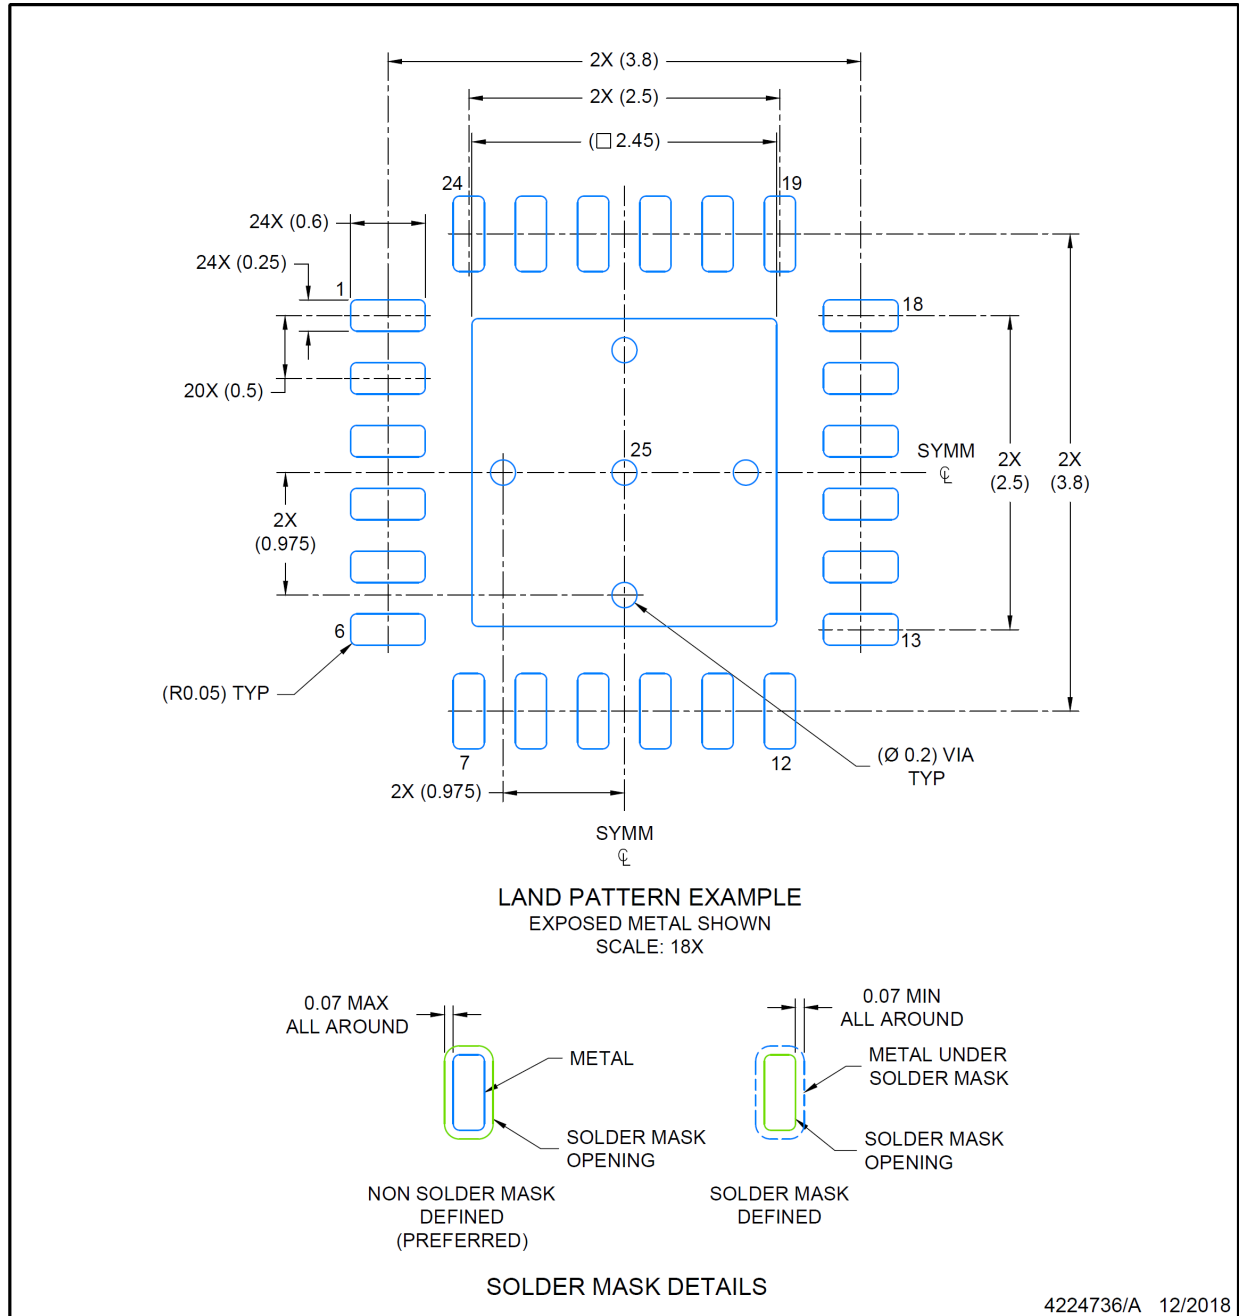 2X (3.8)
2X (2.5)
(□ 2.45)
24
19
24X (0.6)
24X (0.25)
1
18
20X (0.5)
25
SYMM
℄
2X
(2.5)
2X
(3.8)
2X
(0.975)
6
13
(R0.05) TYP
7
12
(Ø 0.2) VIA
TYP
2X (0.975)
SYMM
℄
LAND PATTERN EXAMPLE
EXPOSED METAL SHOWN
SCALE: 18X
0.07 MAX
ALL AROUND
METAL
SOLDER MASK
OPENING
NON SOLDER MASK
DEFINED
(PREFERRED)
0.07 MIN
ALL AROUND
METAL UNDER
SOLDER MASK
SOLDER MASK
OPENING
SOLDER MASK
DEFINED
SOLDER MASK DETAILS
4224736/A 12/2018